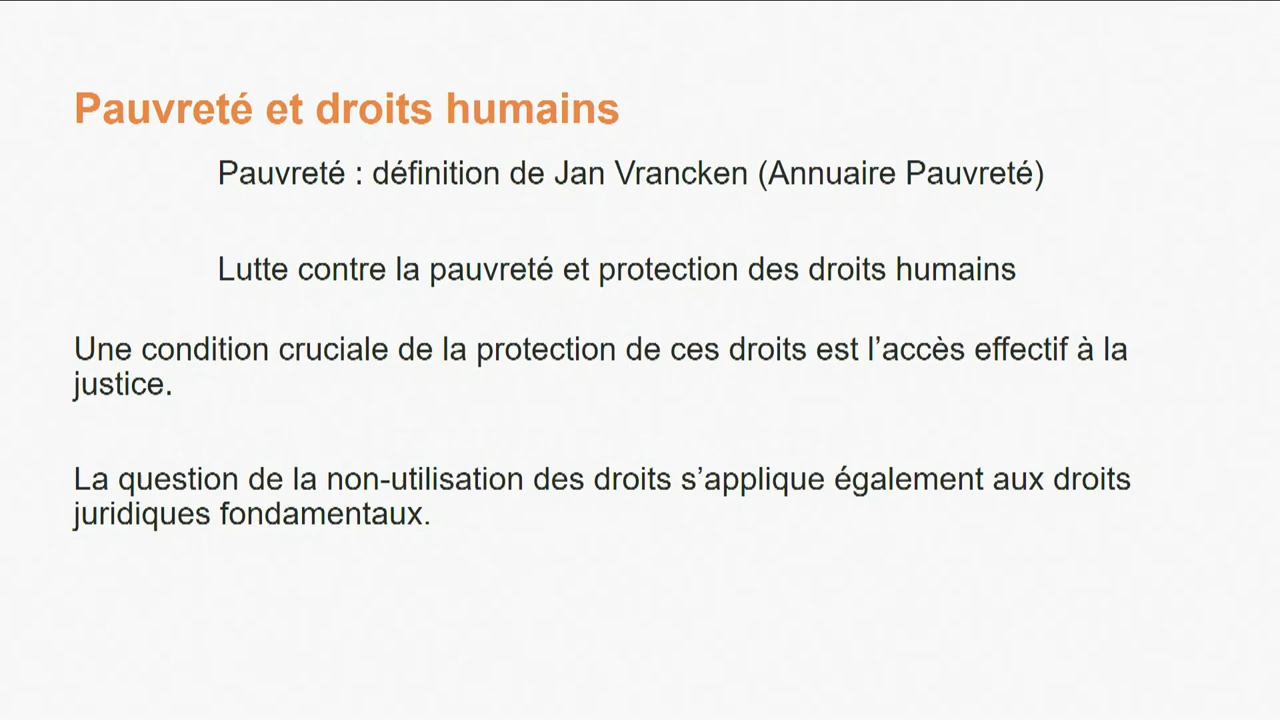 Pauvreté et droits humains
Pauvreté : définition de Jan Vrancken (Annuaire Pauvreté)
Lutte contre la pauvreté et protection des droits humains
Une condition cruciale de la protection de ces droits est l’accès effectif à la
justice.
La question de la non-utilisation des droits s’applique également aux droits
juridiques fondamentaux.